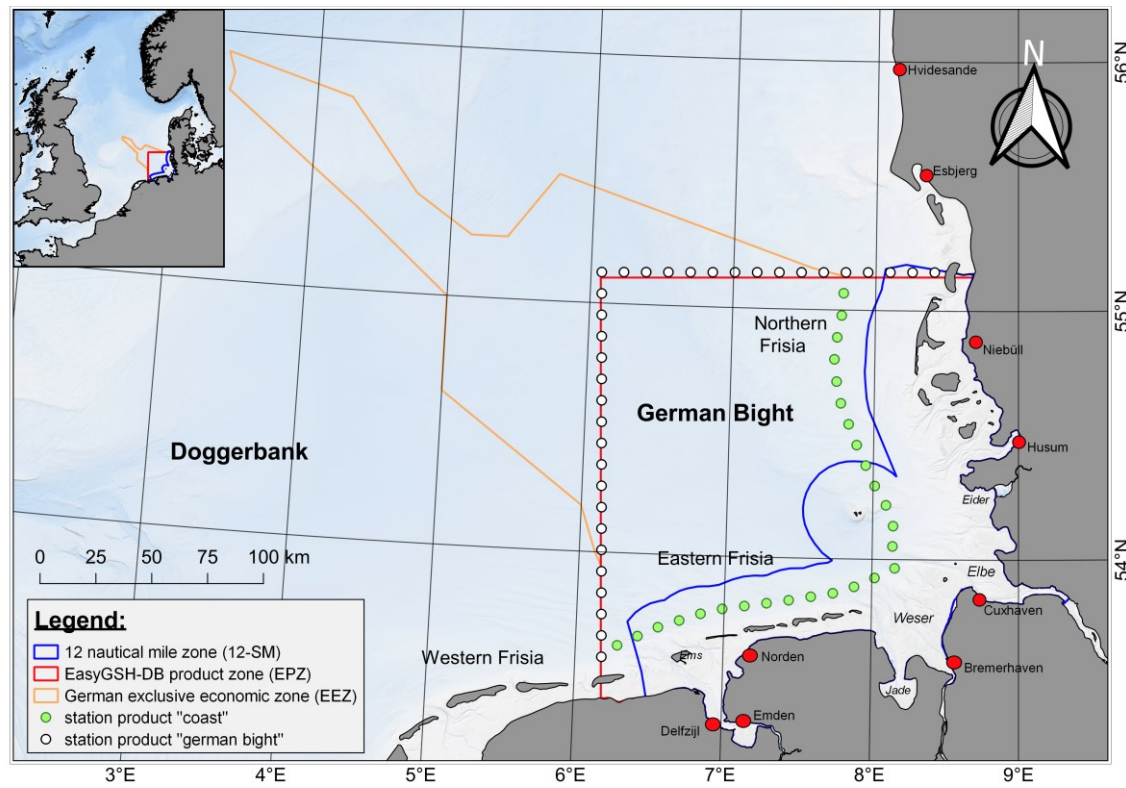 N
56°N
Hvidesande
Esbjerg
55°N
Northern
Frisia
Niebüll
German Bight
Doggerbank
Husum
Eider
0 25 50 75 100 km
Eastern Frisia
54°N
Elbe
Cuxhaven
Weser
Legend:
12 nautical mile zone (12-SM)
EasyGSH-DB product zone (EPZ)
German exclusive economic zone (EEZ)
station product "coast"
station product "german bight"
Western Frisia
Ems
Norden
Bremerhaven
Jade
Delfzijl
Emden
3°E 4°E 5°E 6°E 7°E 8°E 9°E